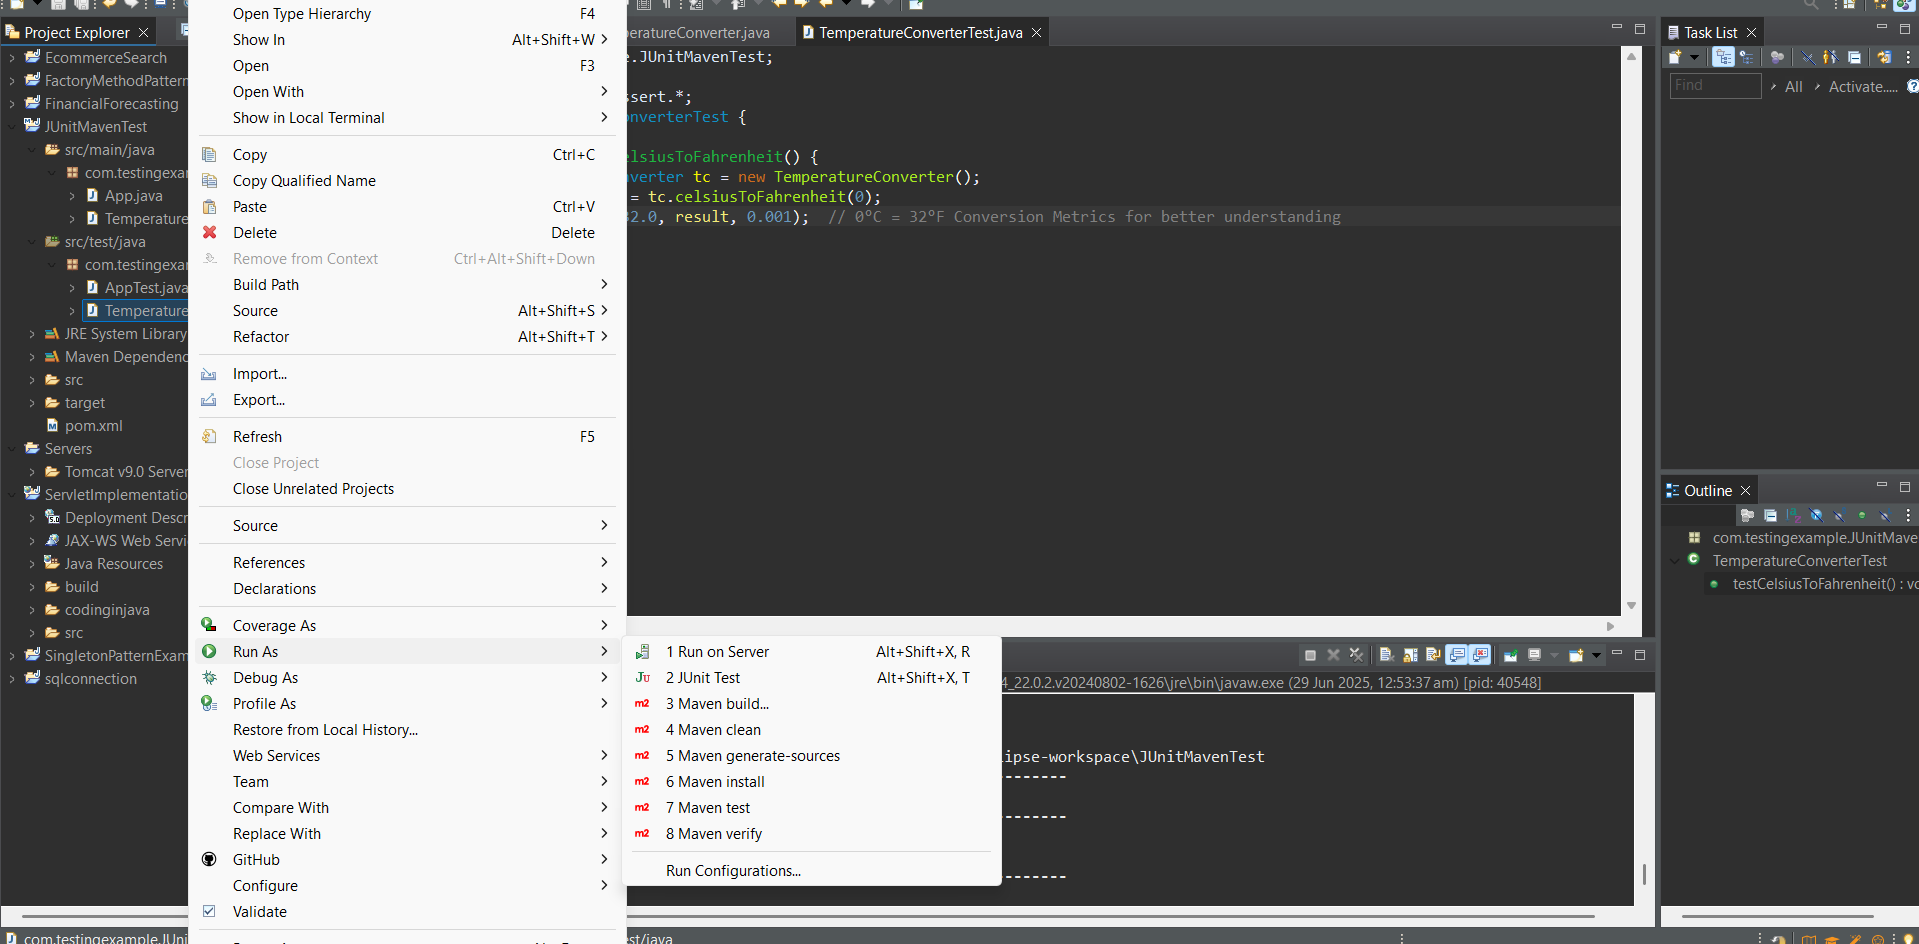 Project Explorer
EcommerceSearch
FactoryMethodPattern
FinancialForecasting
JUnitMavenTest
src/main/java
com.testingexar
App.java
Temperature
src/test/java
com.testingexar
AppTest.java
Temperature
JRE System Library
Maven Dependenc
src
target
pom.xml
Servers
Tomcat v9.0 Server
ServletImplementatio
Deployment Descr
JAX-WS Web Servi
Java Resources
build
codinginjava
src
SingletonPatternExam
sqlconnection
com.testingexample.JUni
Open Type Hierarchy F4
Show In Alt+Shift+W
Open F3
Open With
Show in Local Terminal
Copy Ctrl+C
Copy Qualified Name
Paste Ctrl+V
Delete Delete
Remove from Context Ctrl+Alt+Shift+Down
Build Path
Source Alt+Shift+S
Refactor Alt+Shift+T
Import...
Export...
Refresh F5
Close Project
Close Unrelated Projects
Source
References
Declarations
Coverage As
Run As
Debug As
Profile As
Restore from Local History...
Web Services
Team
Compare With
Replace With
GitHub
Configure
Validate
1 Run on Server Alt+Shift+X, R
2 JUnit Test Alt+Shift+X, T
3 Maven build...
4 Maven clean
5 Maven generate-sources
6 Maven install
7 Maven test
8 Maven verify
Run Configurations...
peratureConverter.java
TemperatureConverterTest.java
.JUnitMavenTest;
ssert.*;
onverterTest {
elsiusToFahrenheit() {
verter tc = new TemperatureConverter();
= tc.celsiusToFahrenheit(0);
32.0, result, 0.001); // 0°C = 32°F Conversion Metrics for better understanding
4_22.0.2.v20240802-1626\jre\bin\javaw.exe (29 Jun 2025, 12:53:37 am) [pid: 40548]
ipse-workspace\JUnitMavenTest
--------
--------
--------
st/java
Task List
Find
All
Activate.....
Outline
com.testingexample.JUnitMave
TemperatureConverterTest
testCelsiusToFahrenheit() : vo